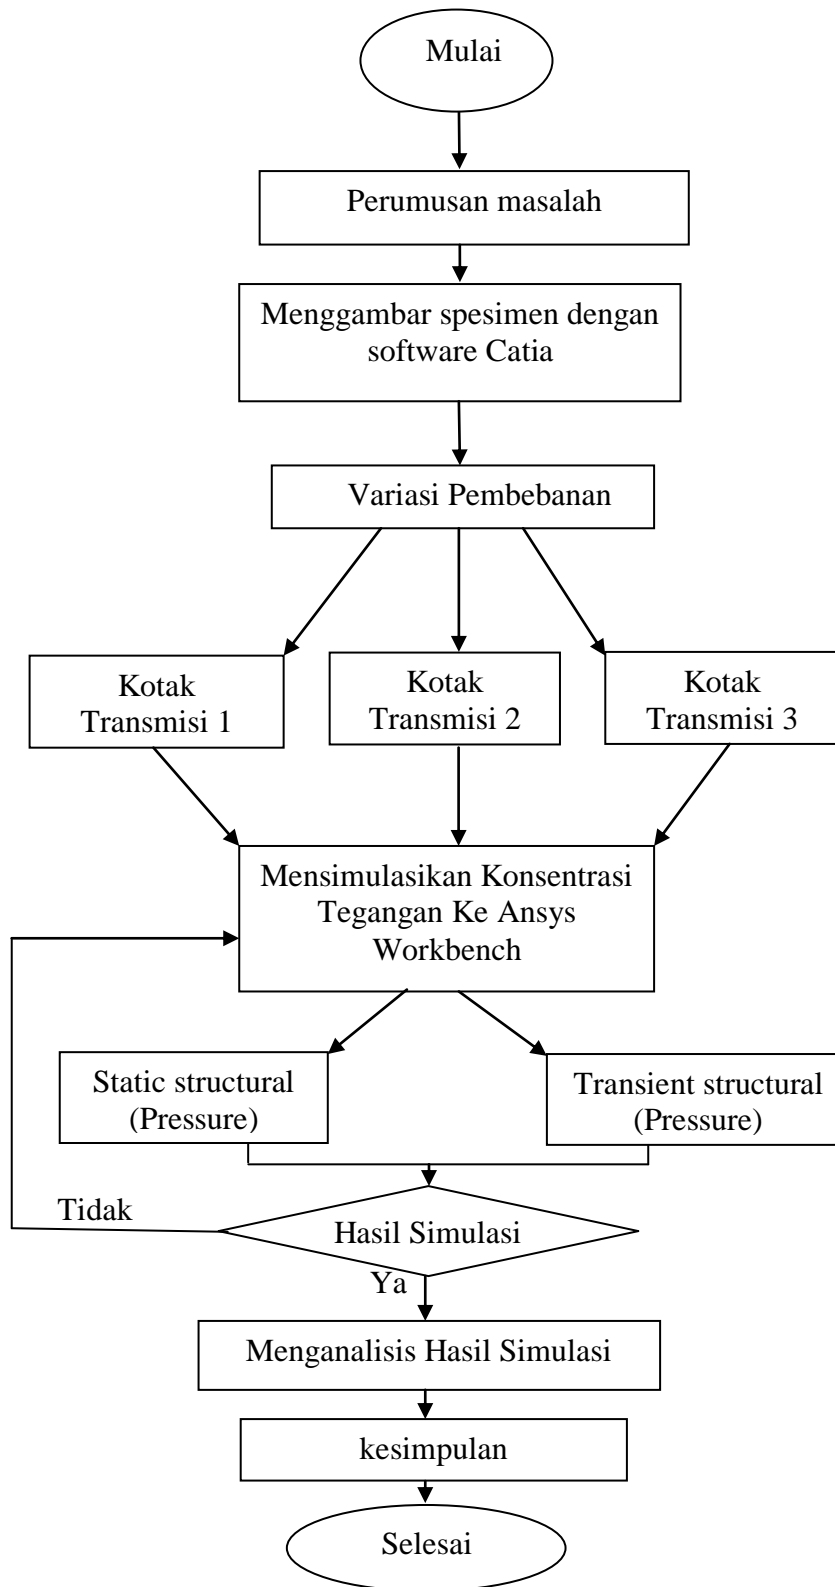 Mulai
Perumusan masalah
Menggambar spesimen dengan
software Catia
Variasi Pembebanan
Kotak
Transmisi 1
Kotak
Transmisi 2
Kotak
Transmisi 3
Mensimulasikan Konsentrasi
Tegangan Ke Ansys
Workbench
Static structural
(Pressure)
Transient structural
(Pressure)
Tidak
Hasil Simulasi
Ya
Menganalisis Hasil Simulasi
kesimpulan
Selesai